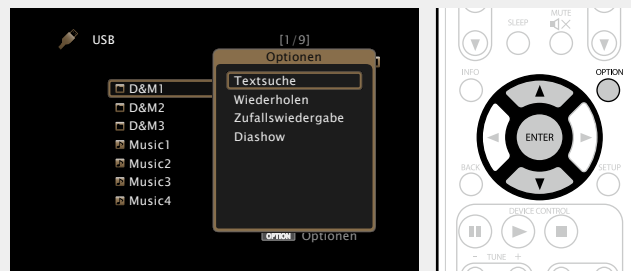 USB
[1/9]
Optionen
Textsuche
Wiederholen
Zufallswiedergabe
Diashow
D&M1
D&M2
D&M3
Music1
Music2
Music3
Music4
OPTION Optionen
SLEEP
MUTE
INFO
OPTION
ENTER
BACK
SETUP
DEVICE CONTROL
- TUNE +